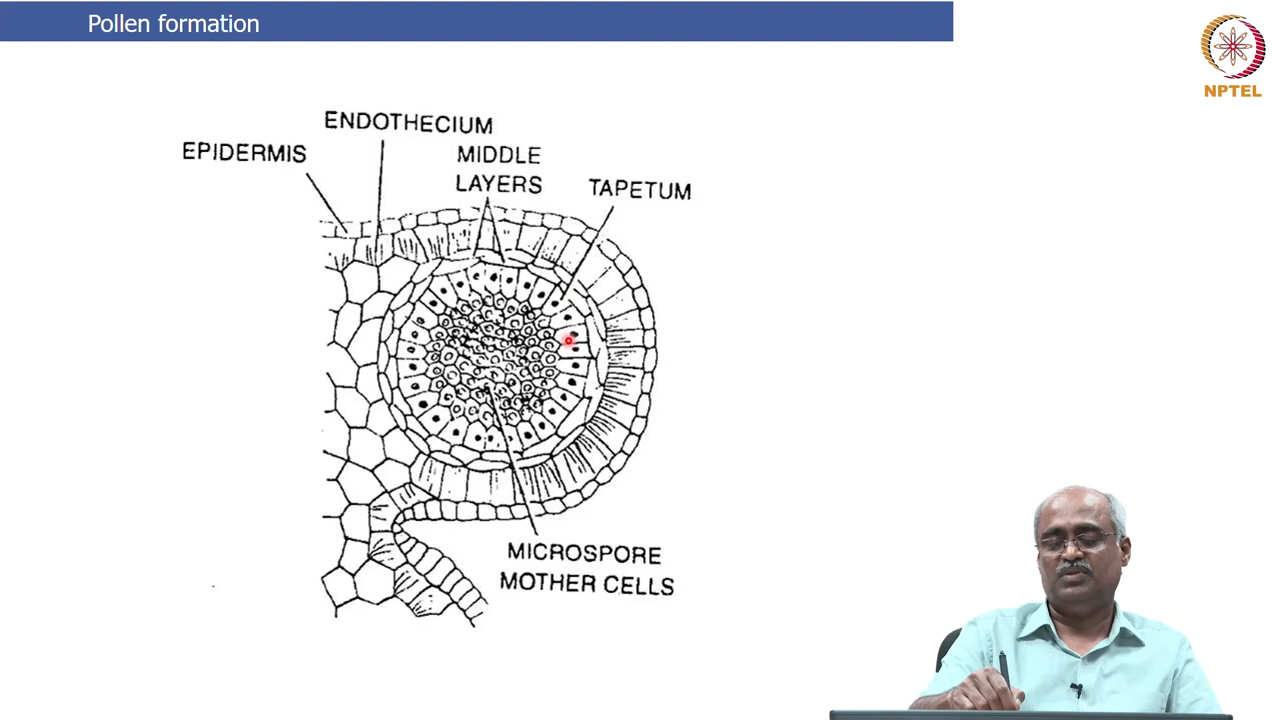 Pollen formation
NPTEL
ENDOTHECIUM
EPIDERMIS
MIDDLE
LAYERS
TAPETUM
MICROSPORE
MOTHER CELLS